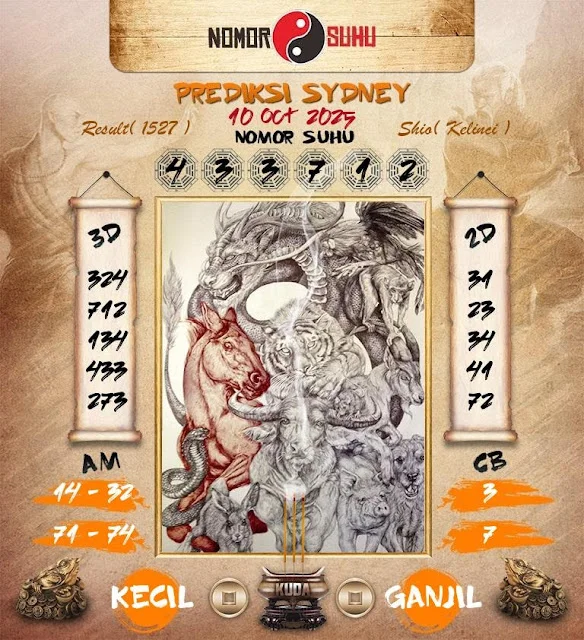 NOMOR SUHU
PREDIKSI SYDNEY
10 OCT 2025
Result( 1527 )
NOMOR SUHU
Shio( Kelinci )
4 3 3 7 1 2
3D
324
712
134
433
273
2D
31
23
34
41
72
AM
14 - 32
71 - 74
CB
3
7
KECIL
KUDA
GANJIL